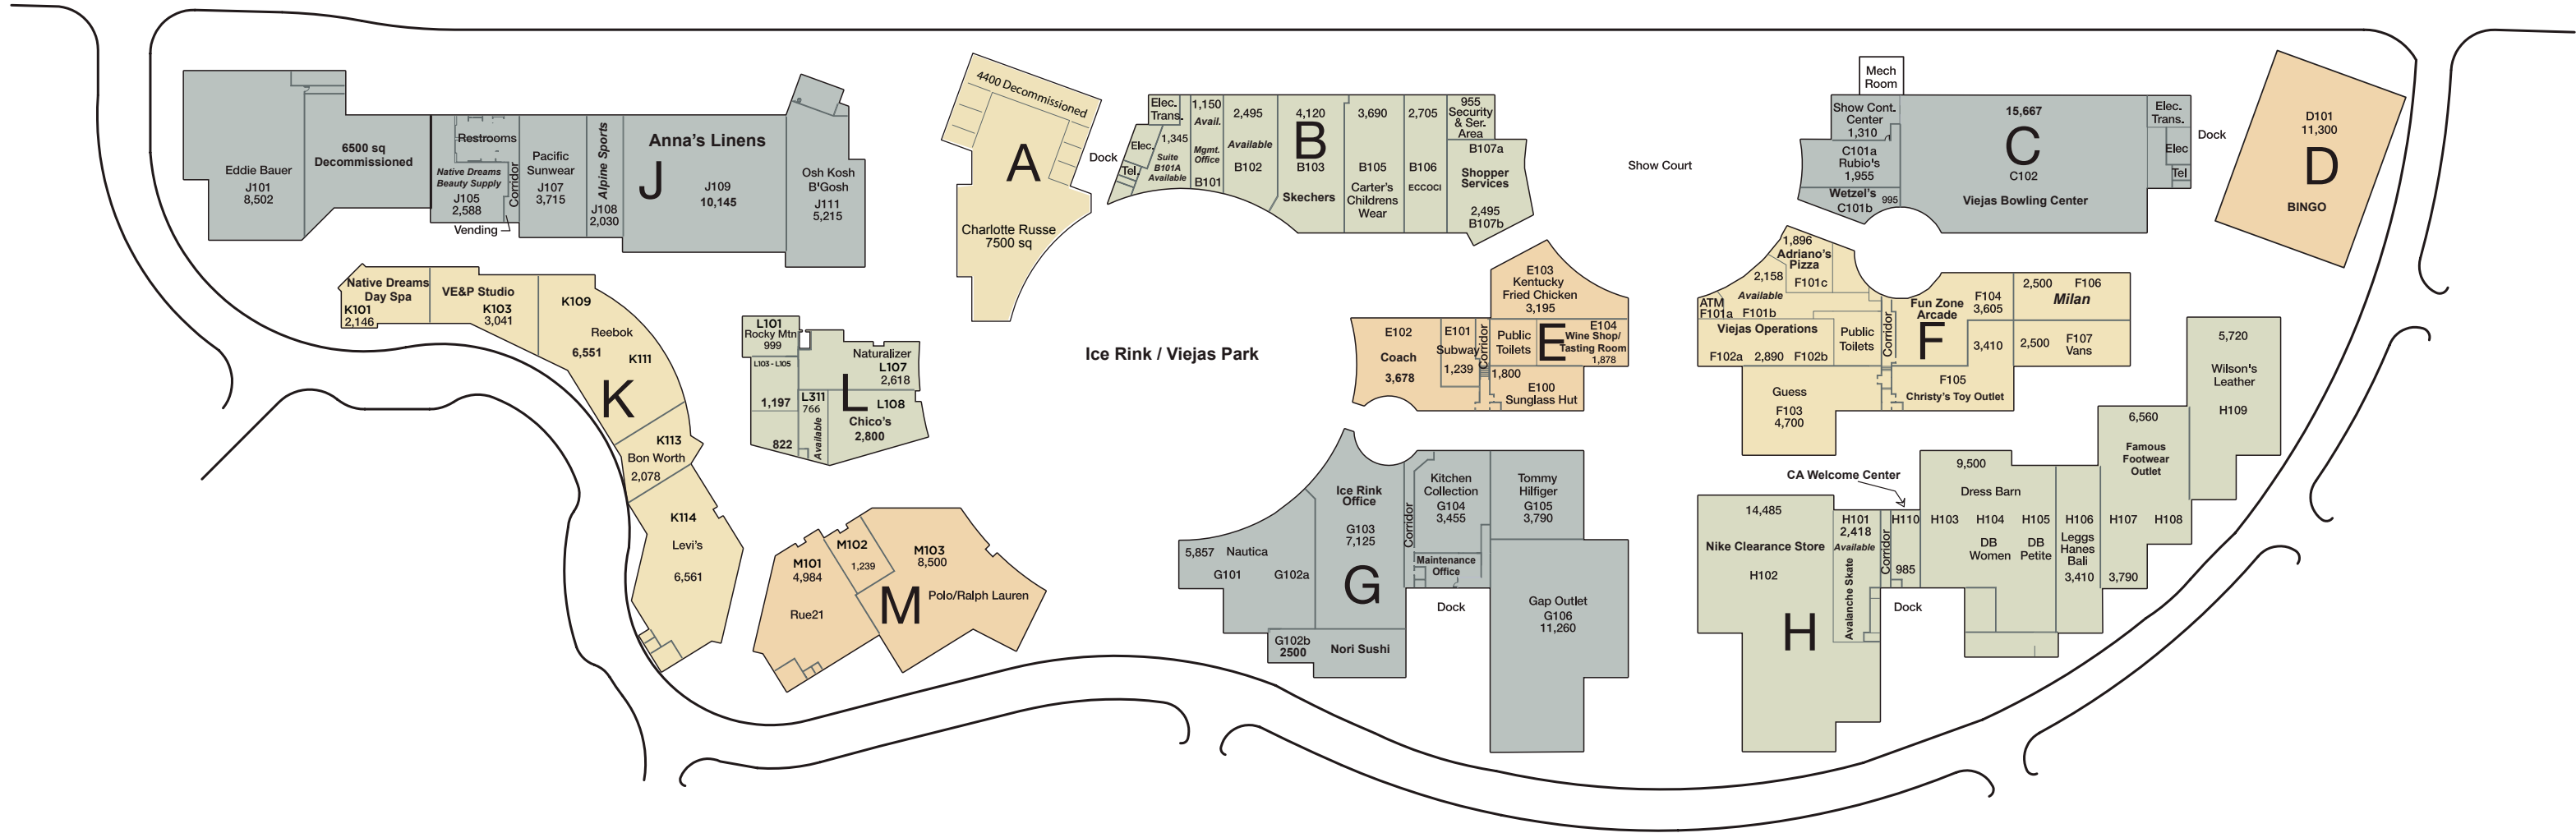 Eddie Bauer
J101
8,502
6500 sq
Decommissioned
Restrooms
Native Dreams
Beauty Supply
J105
2,588
Vending
Corridor
Pacific
Sunwear
J107
3,715
Alpine Sports
J108
2,030
Anna's Linens
J
J109
10,145
Osh Kosh
B'Gosh
J111
5,215
4400 Decommissioned
A
Charlotte Russe
7500 sq
Dock
Elec.
Trans.
Elec.
Tel.
1,345
Suite
B101A
Available
1,150
Avail.
Mgmt.
Office
B101
2,495
Available
B102
4,120
B
B103
Skechers
3,690
B105
Carter's
Childrens
Wear
2,705
B106
ECCOCI
955
Security
& Ser.
Area
B107a
Shopper
Services
2,495
B107b
Show Court
Mech
Room
Show Cont.
Center
1,310
C101a
Rubio's
1,955
Wetzel's
995
C101b
15,667
C
C102
Viejas Bowling Center
Elec.
Trans.
Elec
Tel
Dock
D101
11,300
D
BINGO
Native Dreams
Day Spa
K101
2,146
VE&P Studio
K103
3,041
K109
Reebok
6,551
K111
K
K113
Bon Worth
2,078
K114
Levi's
6,561
L101
Rocky Mtn
999
L103 - L105
1,197
822
L311
766
Available
Naturalizer
L107
2,618
L
L108
Chico's
2,800
Ice Rink / Viejas Park
E103
Kentucky
Fried Chicken
3,195
E102
Coach
3,678
E101
Subway
1,239
Corridor
Public
Toilets
E
E104
Wine Shop/
Tasting Room
1,878
1,800
E100
Sunglass Hut
1,896
Adriano's
Pizza
F101c
2,158
Available
F101b
ATM
F101a
Viejas Operations
F102a 2,890 F102b
Public
Toilets
Corridor
Fun Zone
Arcade
F104
3,605
F
3,410
2,500 F106
Milan
2,500
F107
Vans
F105
Christy's Toy Outlet
Guess
F103
4,700
M101
4,984
Rue21
M102
1,239
M
M103
8,500
Polo/Ralph Lauren
5,857 Nautica
G101 G102a
Ice Rink
Office
G103
7,125
G
G102b
2500
Nori Sushi
Corridor
Kitchen
Collection
G104
3,455
Maintenance
Office
Dock
Tommy
Hilfiger
G105
3,790
Gap Outlet
G106
11,260
CA Welcome Center
14,485
Nike Clearance Store
H102
H
H101
2,418
Available
Avalanche Skate
Corridor
H110
985
Dock
9,500
Dress Barn
H103 H104 H105
DB
Women
DB
Petite
H106
Leggs
Hanes
Bali
3,410
H107 H108
3,790
6,560
Famous
Footwear
Outlet
5,720
Wilson's
Leather
H109